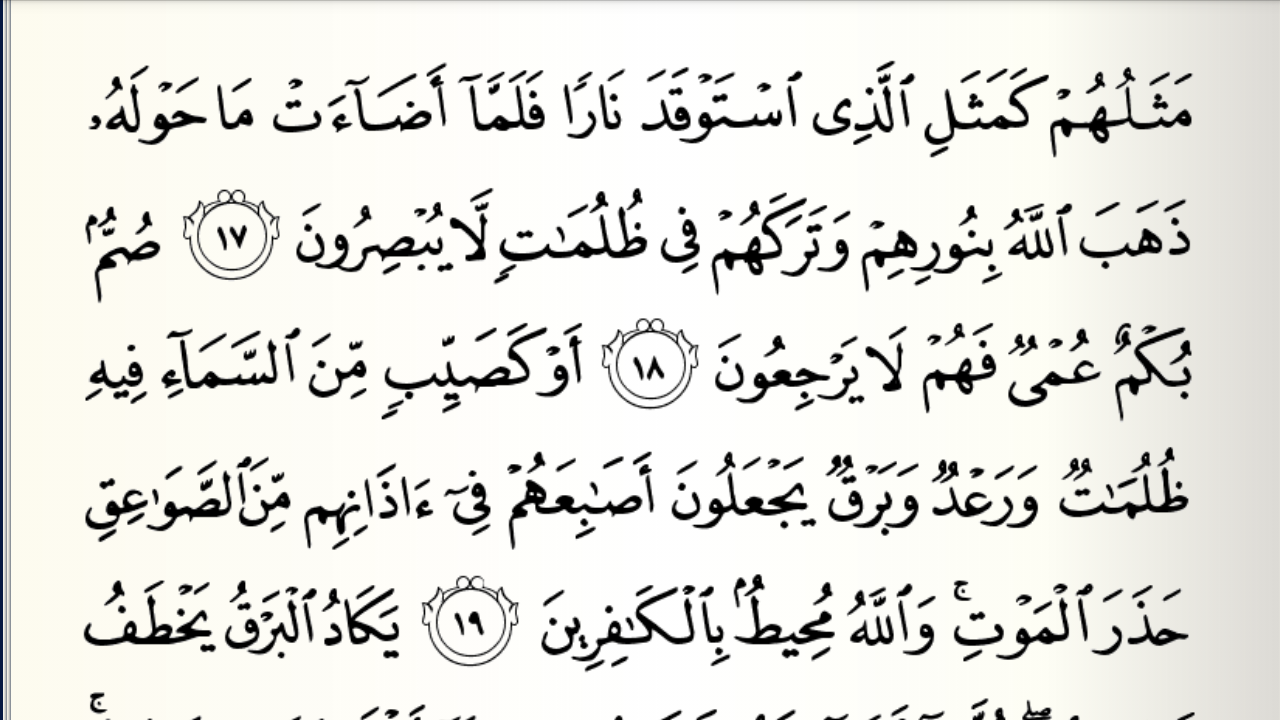 مَثَلُهُمْ كَمَثَلِ ٱلَّذِى ٱسْتَوْقَدَ نَارًا فَلَمَّآ أَضَآءَتْ مَا حَوْلَهُۥ
ذَهَبَ ٱللَّهُ بِنُورِهِمْ وَتَرَكَهُمْ فِى ظُلُمَـٰتٍ لَّا يُبْصِرُونَ ١٧ صُمٌّۢ
بُكْمٌ عُمْىٌ فَهُمْ لَا يَرْجِعُونَ ١٨ أَوْ كَصَيِّبٍ مِّنَ ٱلسَّمَآءِ فِيهِ
ظُلُمَـٰتٌ وَرَعْدٌ وَبَرْقٌ يَجْعَلُونَ أَصَـٰبِعَهُمْ فِىٓ ءَاذَانِهِم مِّنَ ٱلصَّوَٰعِقِ
حَذَرَ ٱلْمَوْتِ ۚ وَٱللَّهُ مُحِيطٌۢ بِٱلْكَـٰفِرِينَ ١٩ يَكَادُ ٱلْبَرْقُ يَخْطَفُ